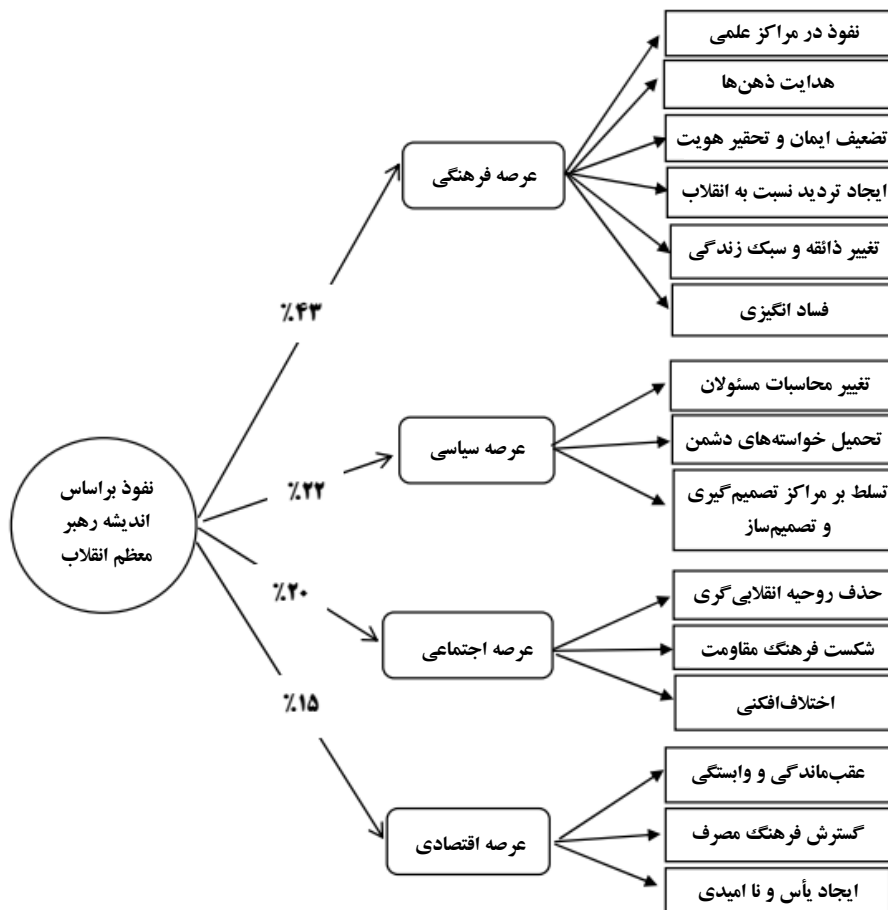 نفوذ براساس
اندیشه رهبر
معظم انقلاب
٪۴۳
عرصه فرهنگی
نفوذ در مراکز علمی
هدایت ذهن‌ها
تضعیف ایمان و تحقیر هویت
ایجاد تردید نسبت به انقلاب
تغییر ذائقه و سبک زندگی
فساد انگیزی
٪۲۲
عرصه سیاسی
تغییر محاسبات مسئولان
تحمیل خواسته‌های دشمن
تسلط بر مراکز تصمیم‌گیری
و تصمیم‌ساز
٪۲۰
عرصه اجتماعی
حذف روحیه انقلابی‌گری
شکست فرهنگ مقاومت
اختلاف‌افکنی
٪۱۵
عرصه اقتصادی
عقب‌ماندگی و وابستگی
گسترش فرهنگ مصرف
ایجاد یأس و نا امیدی